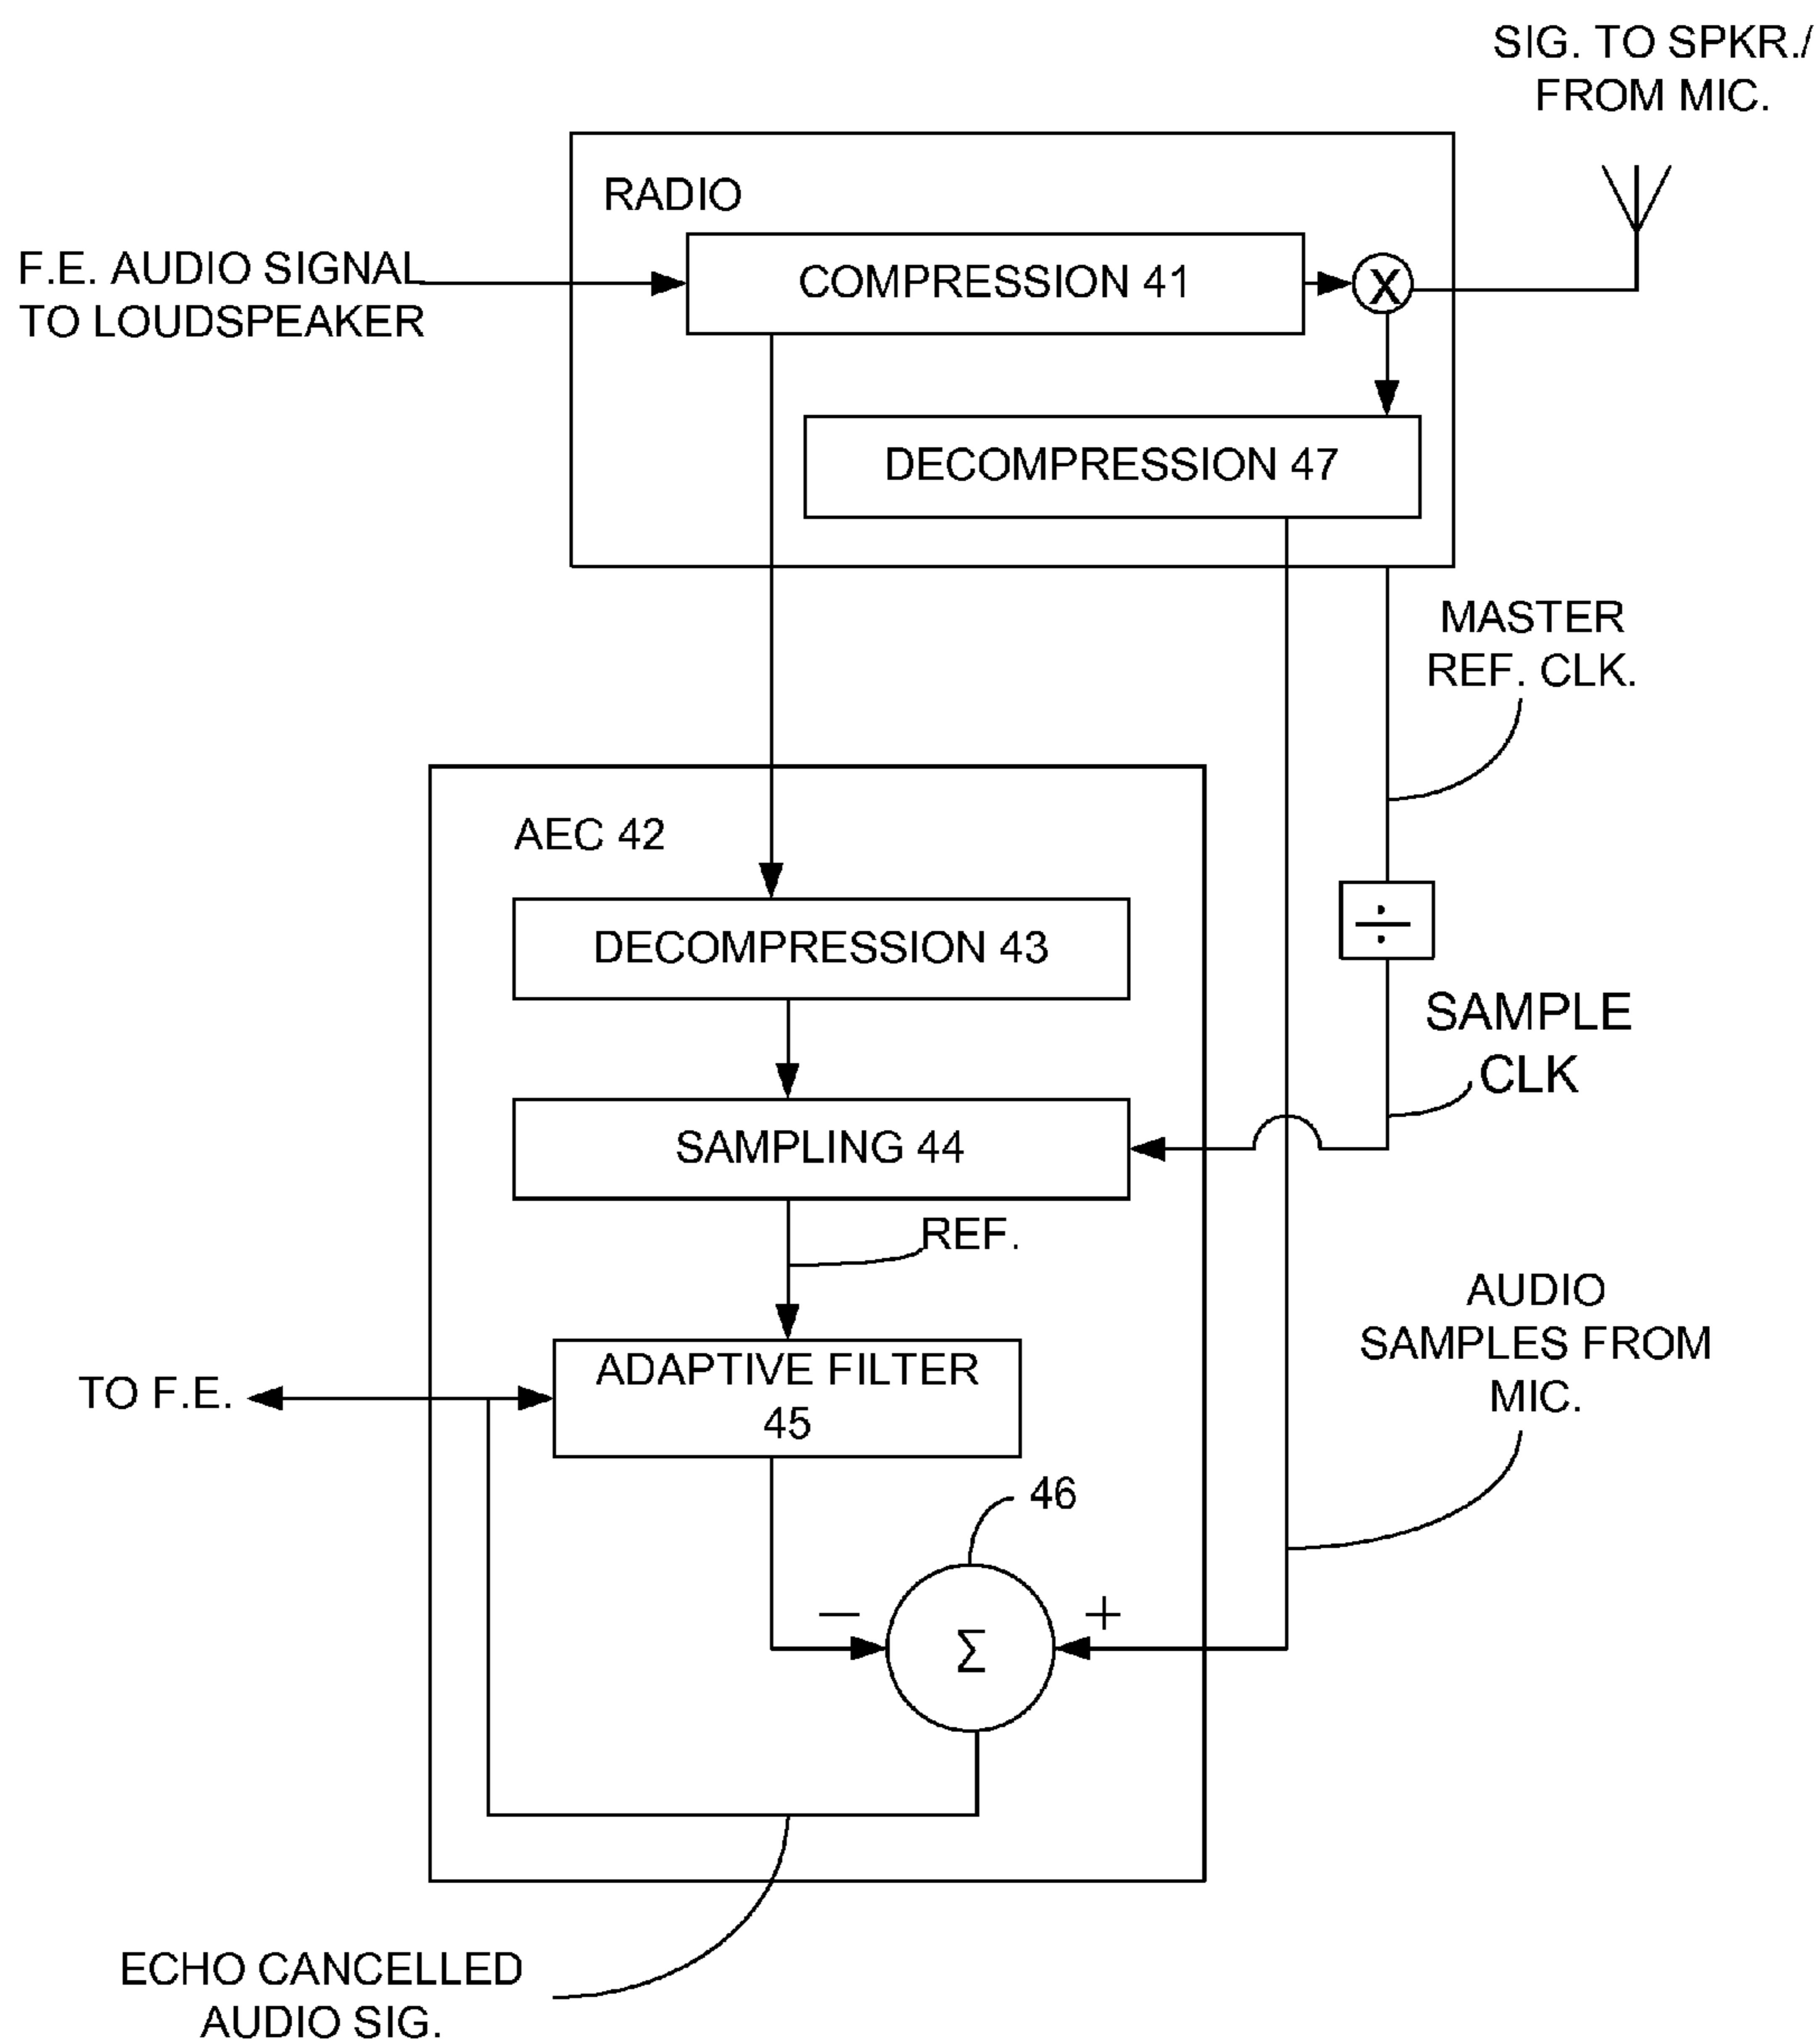 SIG. TO SPKR./
FROM MIC.
RADIO
F.E. AUDIO SIGNAL
TO LOUDSPEAKER
COMPRESSION 41
X
DECOMPRESSION 47
MASTER
REF. CLK.
AEC 42
DECOMPRESSION 43
÷
SAMPLE
CLK
SAMPLING 44
REF.
AUDIO
SAMPLES FROM
MIC.
ADAPTIVE FILTER
45
TO F.E.
46
− +
Σ
ECHO CANCELLED
AUDIO SIG.